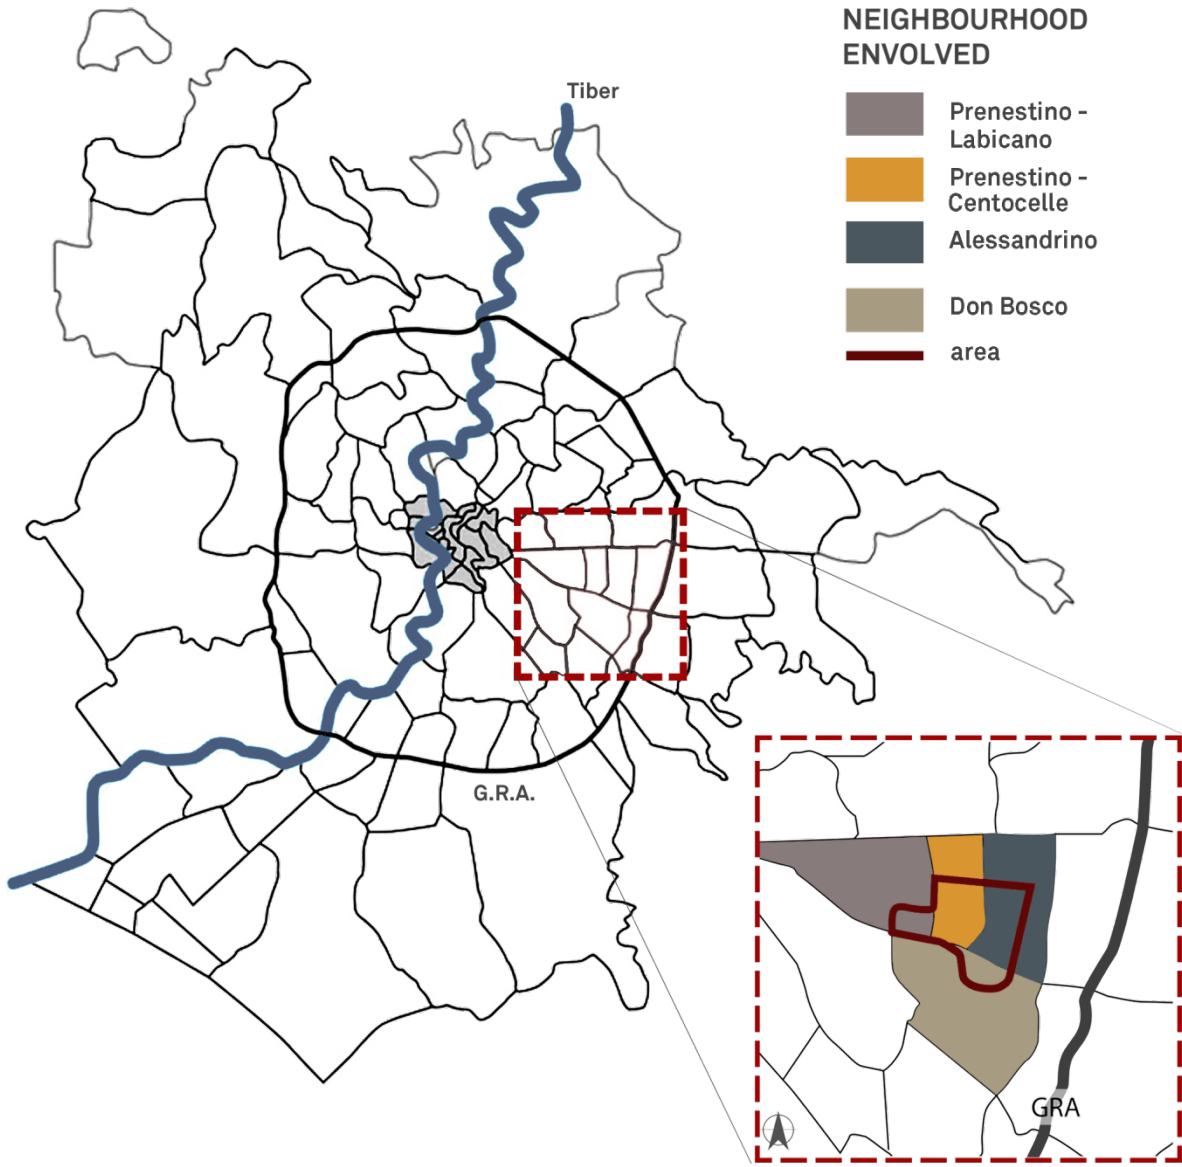 NEIGHBOURHOOD
ENVOLVED
Tiber
Prenestino -
Labicano
Prenestino -
Centocelle
Alessandrino
Don Bosco
area
G.R.A.
GRA